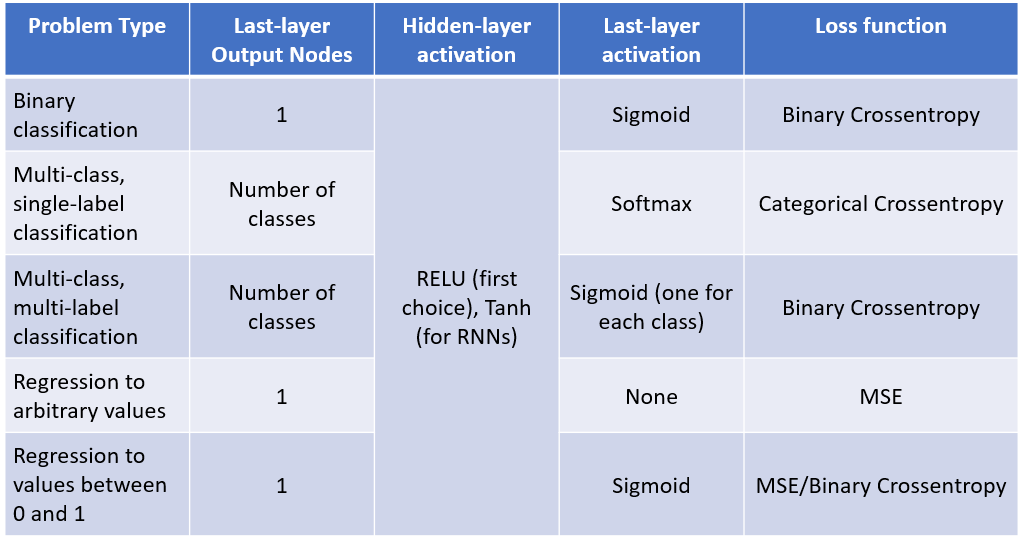 Problem Type
Last-layer
Output Nodes
Hidden-layer
activation
Last-layer
activation
Loss function
Binary
classification
1
Sigmoid
Binary Crossentropy
Multi-class,
single-label
classification
Number of
classes
Softmax
Categorical Crossentropy
Multi-class,
multi-label
classification
Number of
classes
RELU (first
choice), Tanh
(for RNNs)
Sigmoid (one for
each class)
Binary Crossentropy
Regression to
arbitrary values
1
None
MSE
Regression to
values between
0 and 1
1
Sigmoid
MSE/Binary Crossentropy